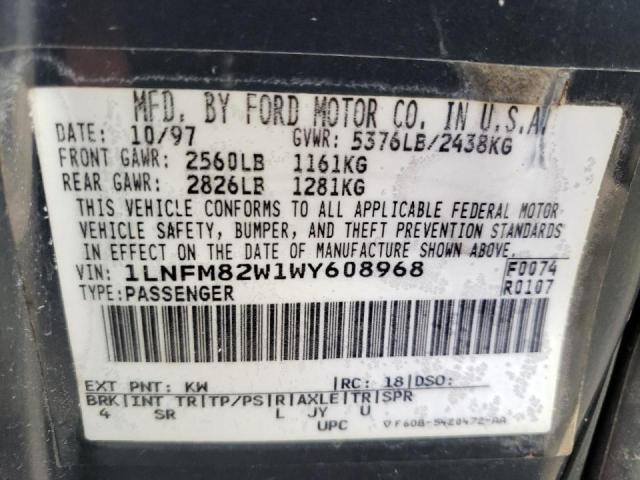 MFD. BY FORD MOTOR CO. IN U.S.A.
DATE: 10/97 GVWR: 5376LB/2438KG
FRONT GAWR: 2560LB 1161KG
REAR GAWR: 2826LB 1281KG
THIS VEHICLE CONFORMS TO ALL APPLICABLE FEDERAL MOTOR
VEHICLE SAFETY, BUMPER, AND THEFT PREVENTION STANDARDS
IN EFFECT ON THE DATE OF MANUFACTURE SHOWN ABOVE.
VIN: 1LNFM82W1WY608968 F0074
TYPE: PASSENGER R0107
EXT PNT: KW RC: 18 DSO:
BRK INT TR TP/PS R AXLE TR SPR
4 SR L JY U
UPC F60B-5420472-AA